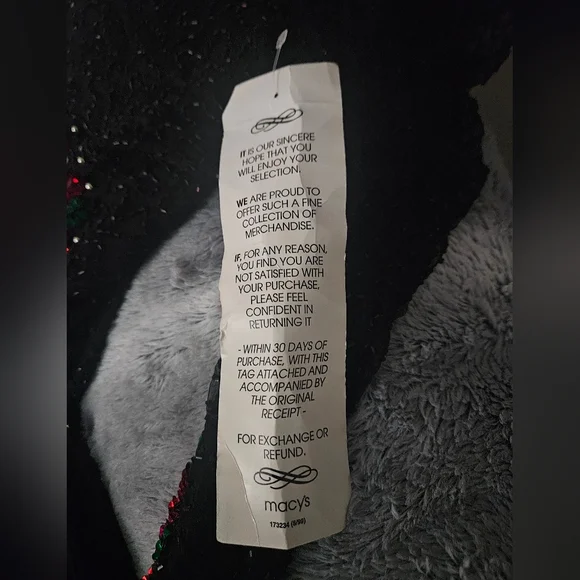 IT IS OUR SINCERE
HOPE THAT YOU
WILL ENJOY YOUR
SELECTION.
WE ARE PROUD TO
OFFER SUCH A FINE
COLLECTION OF
MERCHANDISE.
IF, FOR ANY REASON,
YOU FIND YOU ARE
NOT SATISFIED WITH
YOUR PURCHASE,
PLEASE FEEL
CONFIDENT IN
RETURNING IT
- WITHIN 30 DAYS OF
PURCHASE, WITH THIS
TAG ATTACHED AND
ACCOMPANIED BY
THE ORIGINAL
RECEIPT -
FOR EXCHANGE OR
REFUND.
macy's
173234 (6/98)